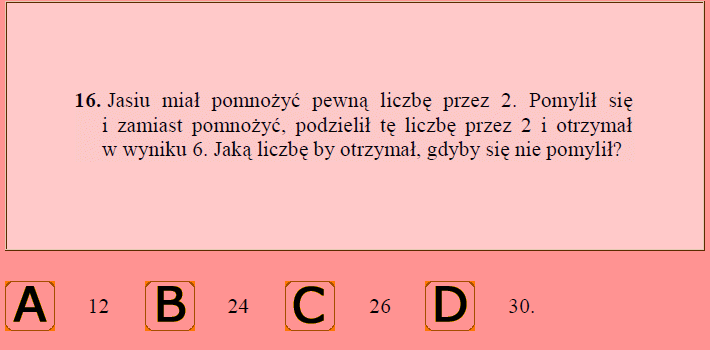 16. Jasiu miał pomnożyć pewną liczbę przez 2. Pomylił się
i zamiast pomnożyć, podzielił tę liczbę przez 2 i otrzymał
w wyniku 6. Jaką liczbę by otrzymał, gdyby się nie pomylił?
A 12 B 24 C 26 D 30.